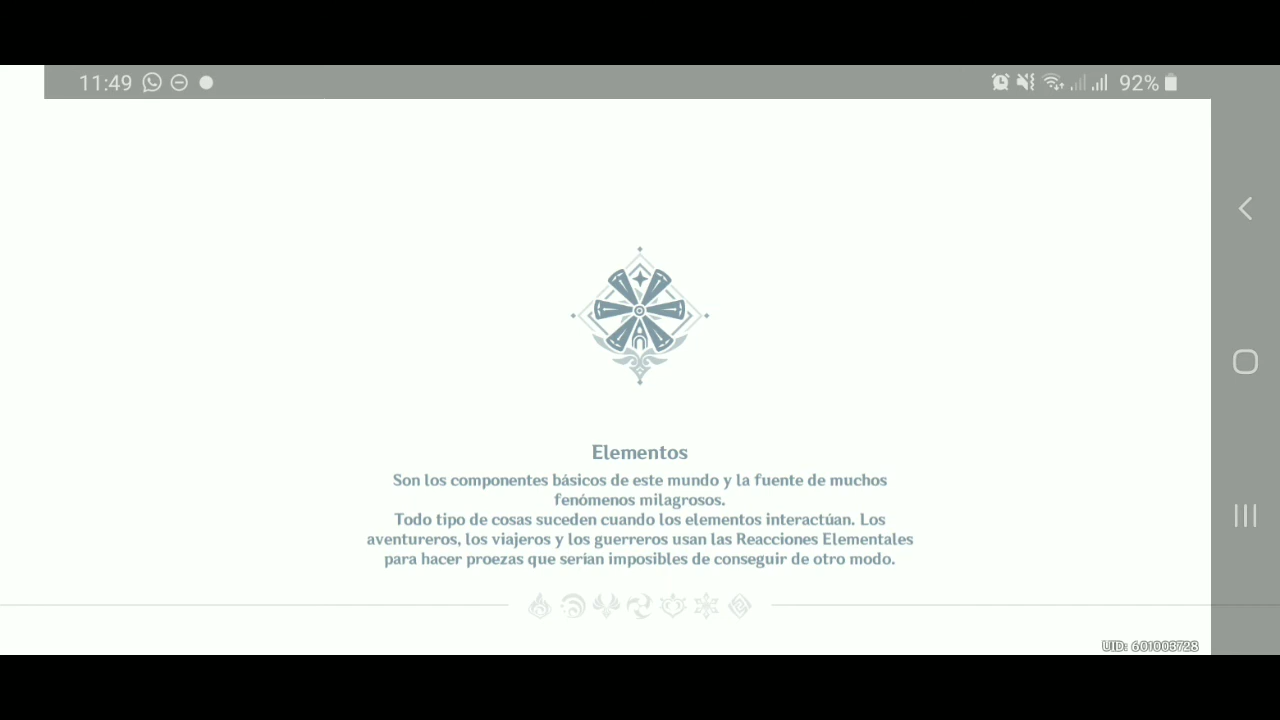 11:49
92%
Elementos
Son los componentes básicos de este mundo y la fuente de muchos
fenómenos milagrosos.
Todo tipo de cosas suceden cuando los elementos interactúan. Los
aventureros, los viajeros y los guerreros usan las Reacciones Elementales
para hacer proezas que serían imposibles de conseguir de otro modo.
UID: 601003728